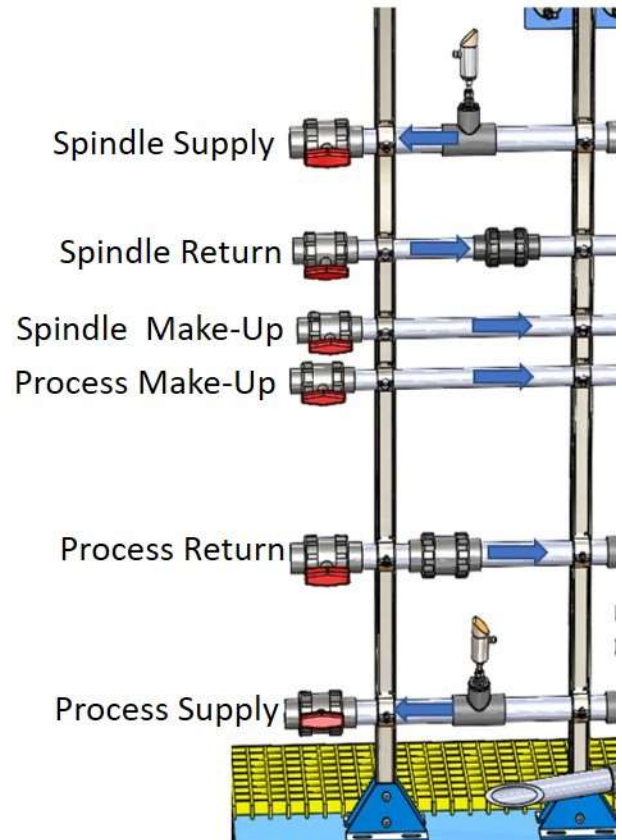 Spindle Supply
Spindle Return
Spindle Make-Up
Process Make-Up
Process Return
Process Supply